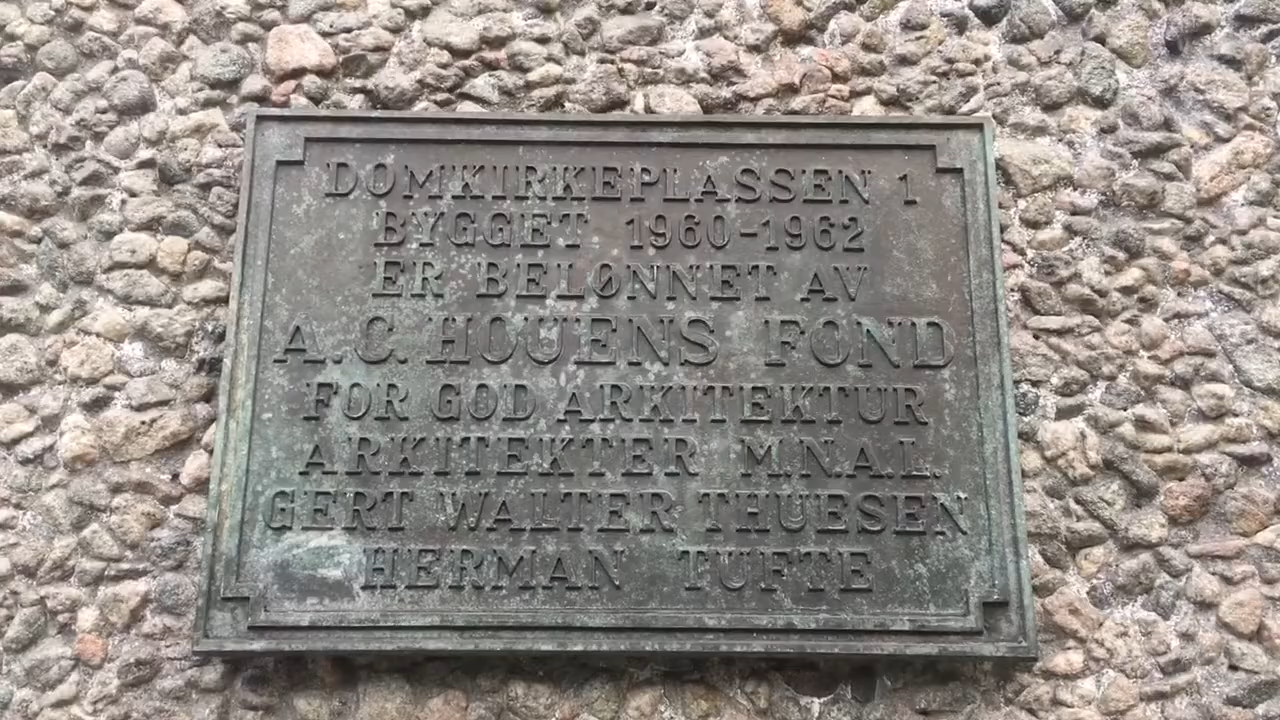 DOMKIRKEPLASSEN 1
BYGGET 1960-1962
ER BELØNNET AV
A.C. HOUENS FOND
FOR GOD ARKITEKTUR
ARKITEKTER M.N.A.L.
GERT WALTER THUESEN
HERMAN TUFTE